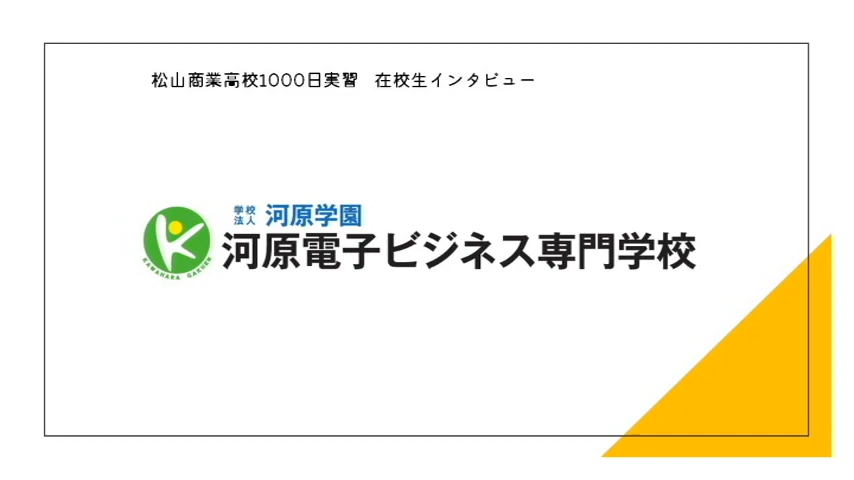 松山商業高校1000日実習　在校生インタビュー
学校法人 河原学園
河原電子ビジネス専門学校
KAWAHARA GAKUEN